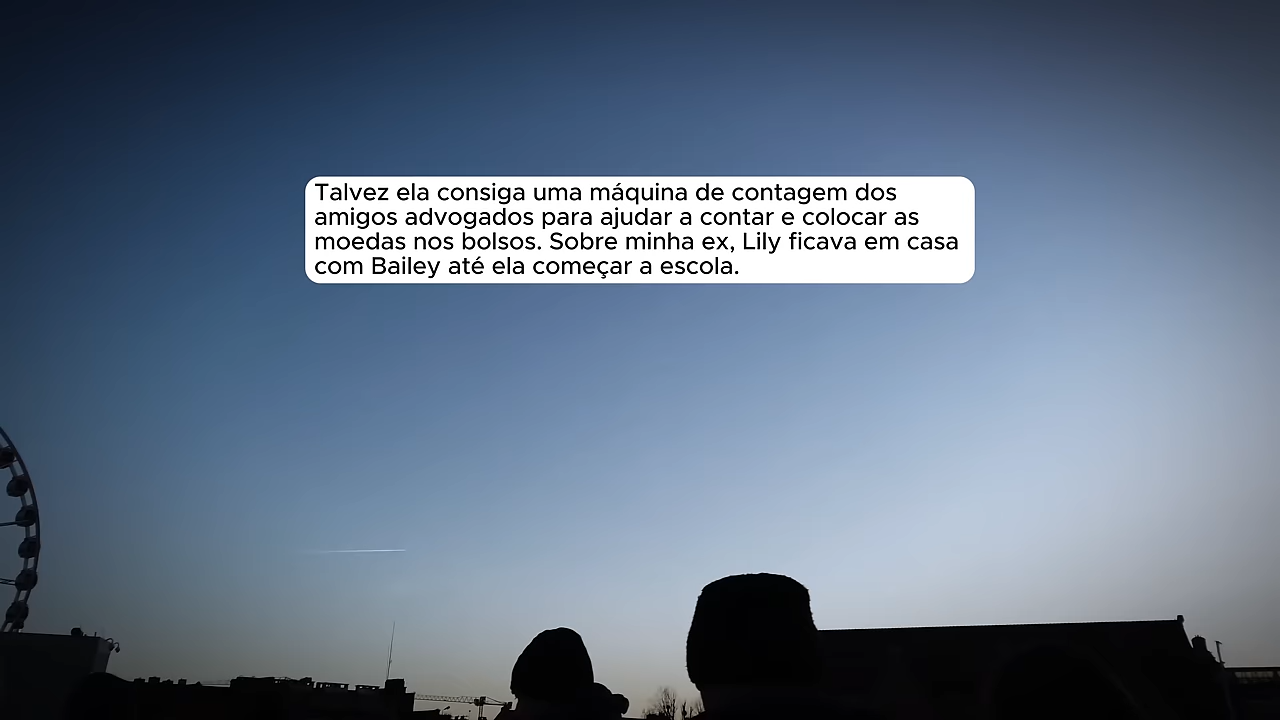 Talvez ela consiga uma máquina de contagem dos
amigos advogados para ajudar a contar e colocar as
moedas nos bolsos. Sobre minha ex, Lily ficava em casa
com Bailey até ela começar a escola.